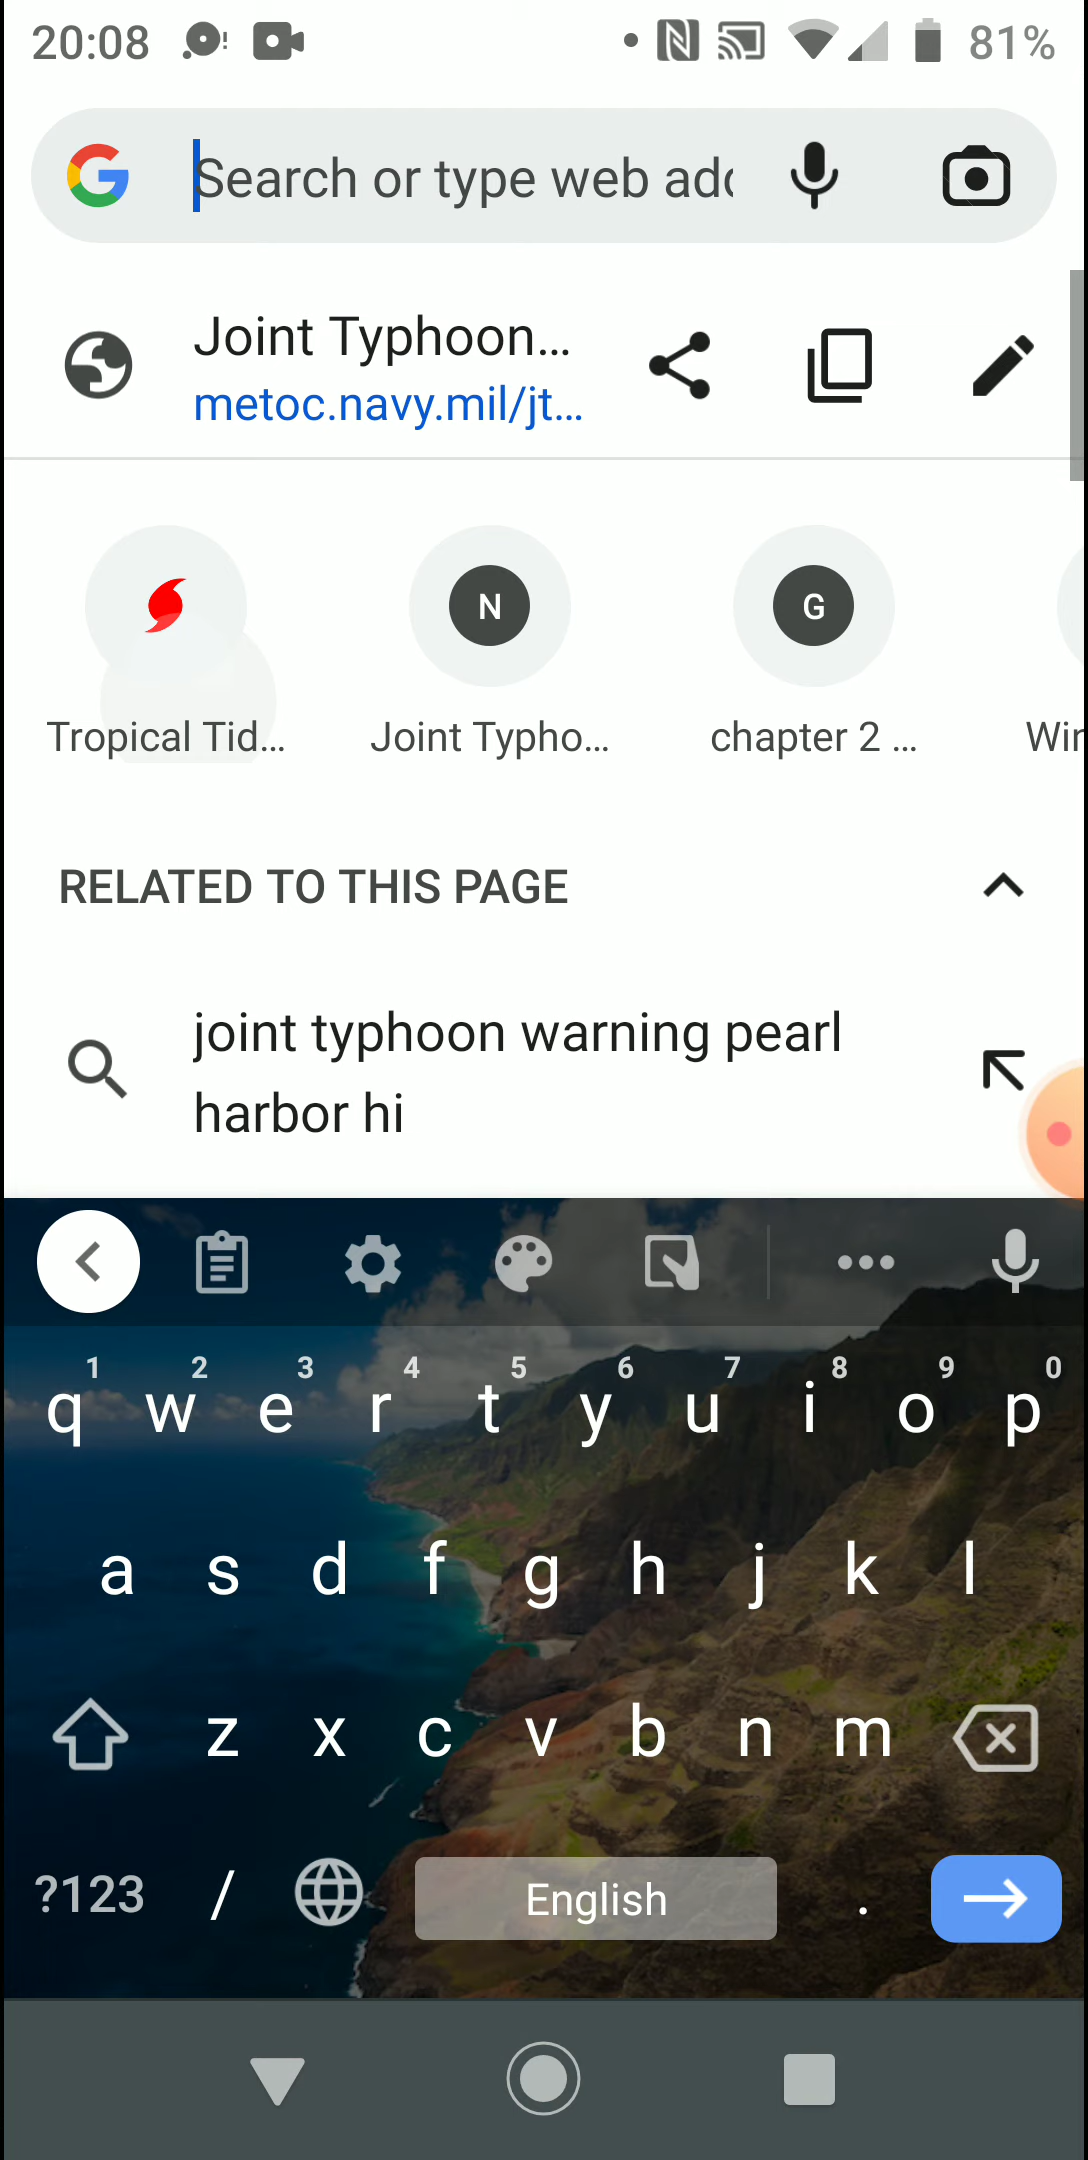 20:08 81%
Search or type web add
Joint Typhoon...
metoc.navy.mil/jt...
N G
Tropical Tid... Joint Typho... chapter 2 ... Wir
RELATED TO THIS PAGE
joint typhoon warning pearl
harbor hi
1 2 3 4 5 6 7 8 9 0
q w e r t y u i o p
a s d f g h j k l
z x c v b n m
?123 / English .